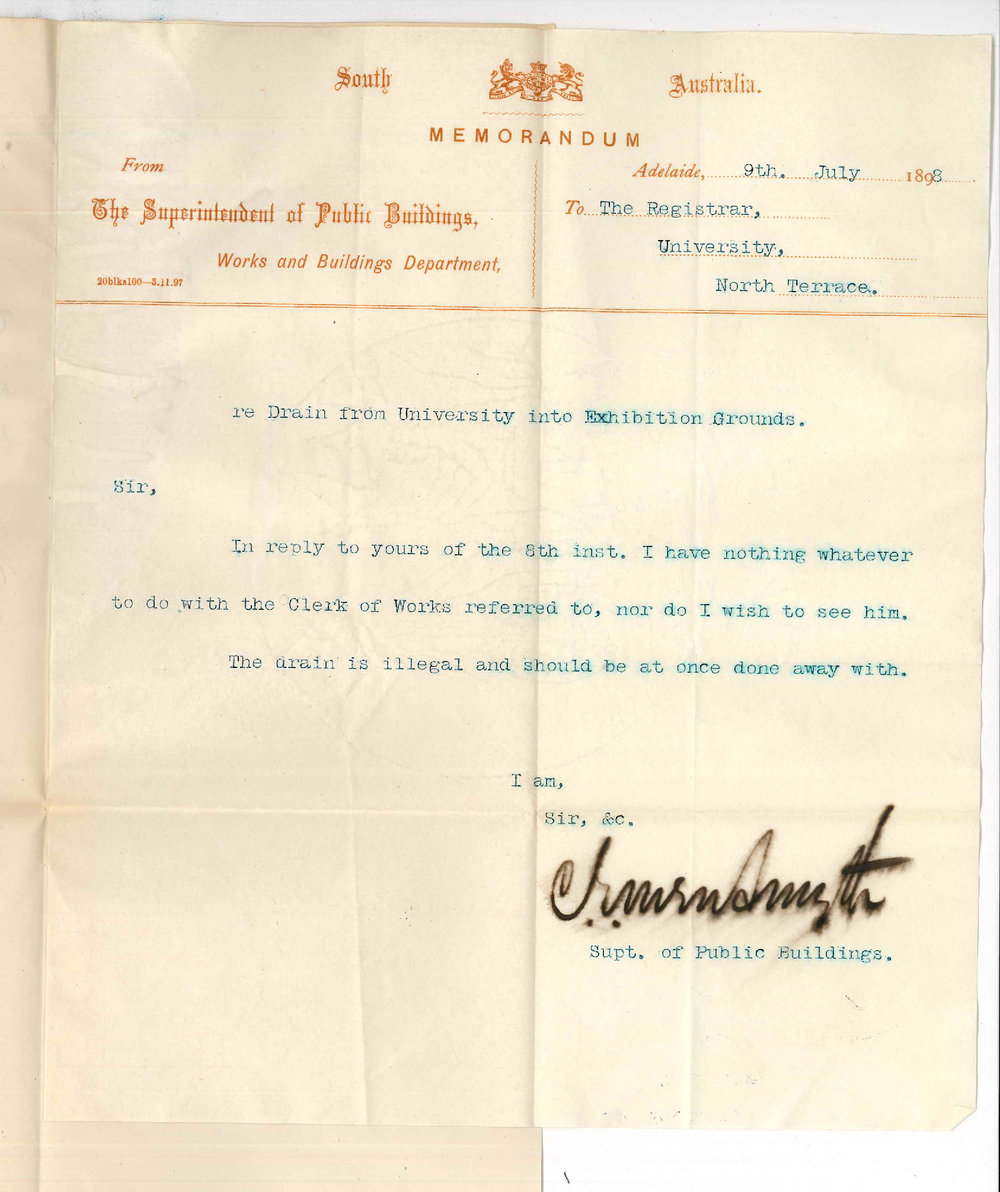 South Australia.
MEMORANDUM
From
The Superintendent of Public Buildings,
Works and Buildings Department,
20blks100—3.11.97
Adelaide, 9th. July 1898
To The Registrar,
University,
North Terrace.
re Drain from University into Exhibition Grounds.
Sir,
In reply to yours of the 8th inst. I have nothing whatever
to do with the Clerk of Works referred to, nor do I wish to see him.
The drain is illegal and should be at once done away with.
I am,
Sir, &c.
Smyth
Supt. of Public Buildings.